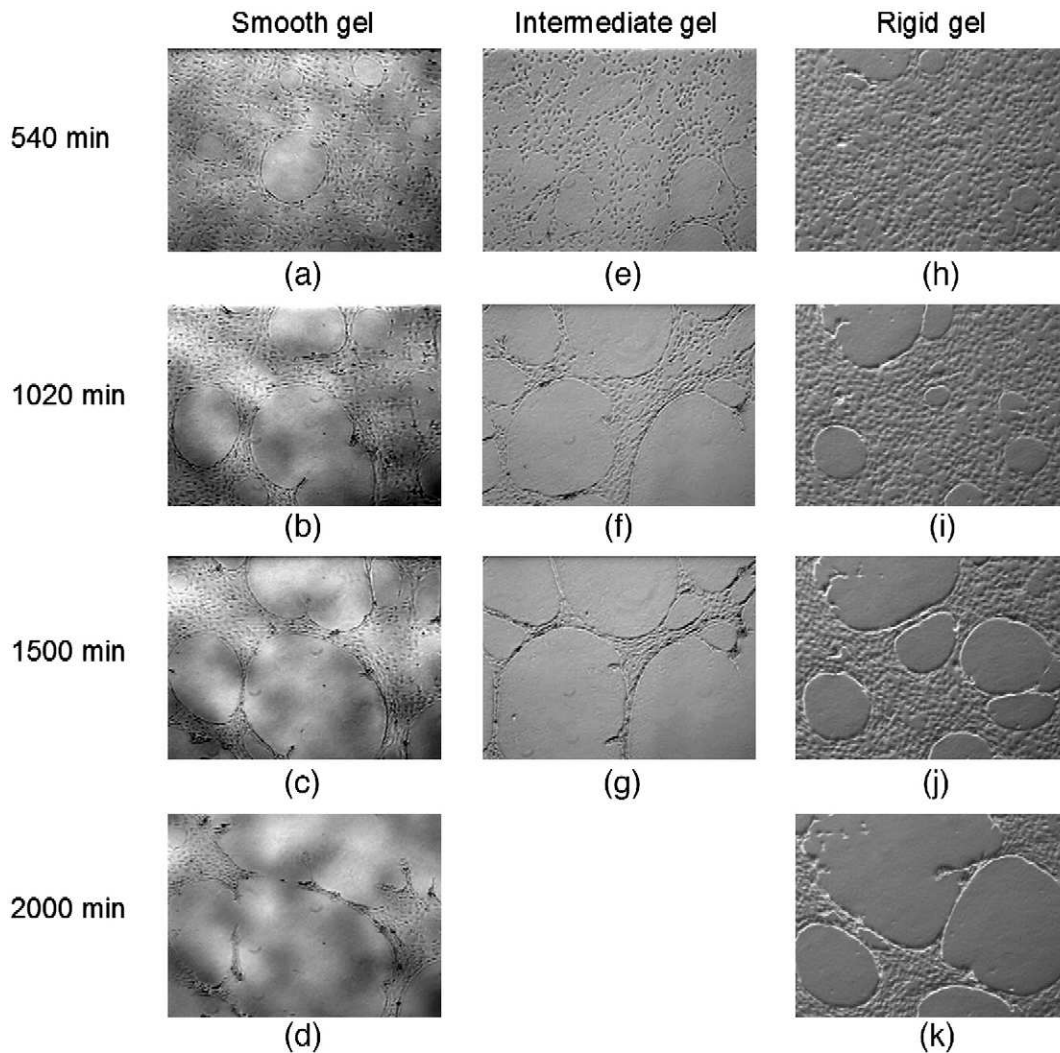 Smooth gel Intermediate gel Rigid gel
540 min
(a) (e) (h)
1020 min
(b) (f) (i)
1500 min
(c) (g) (j)
2000 min
(d) (k)